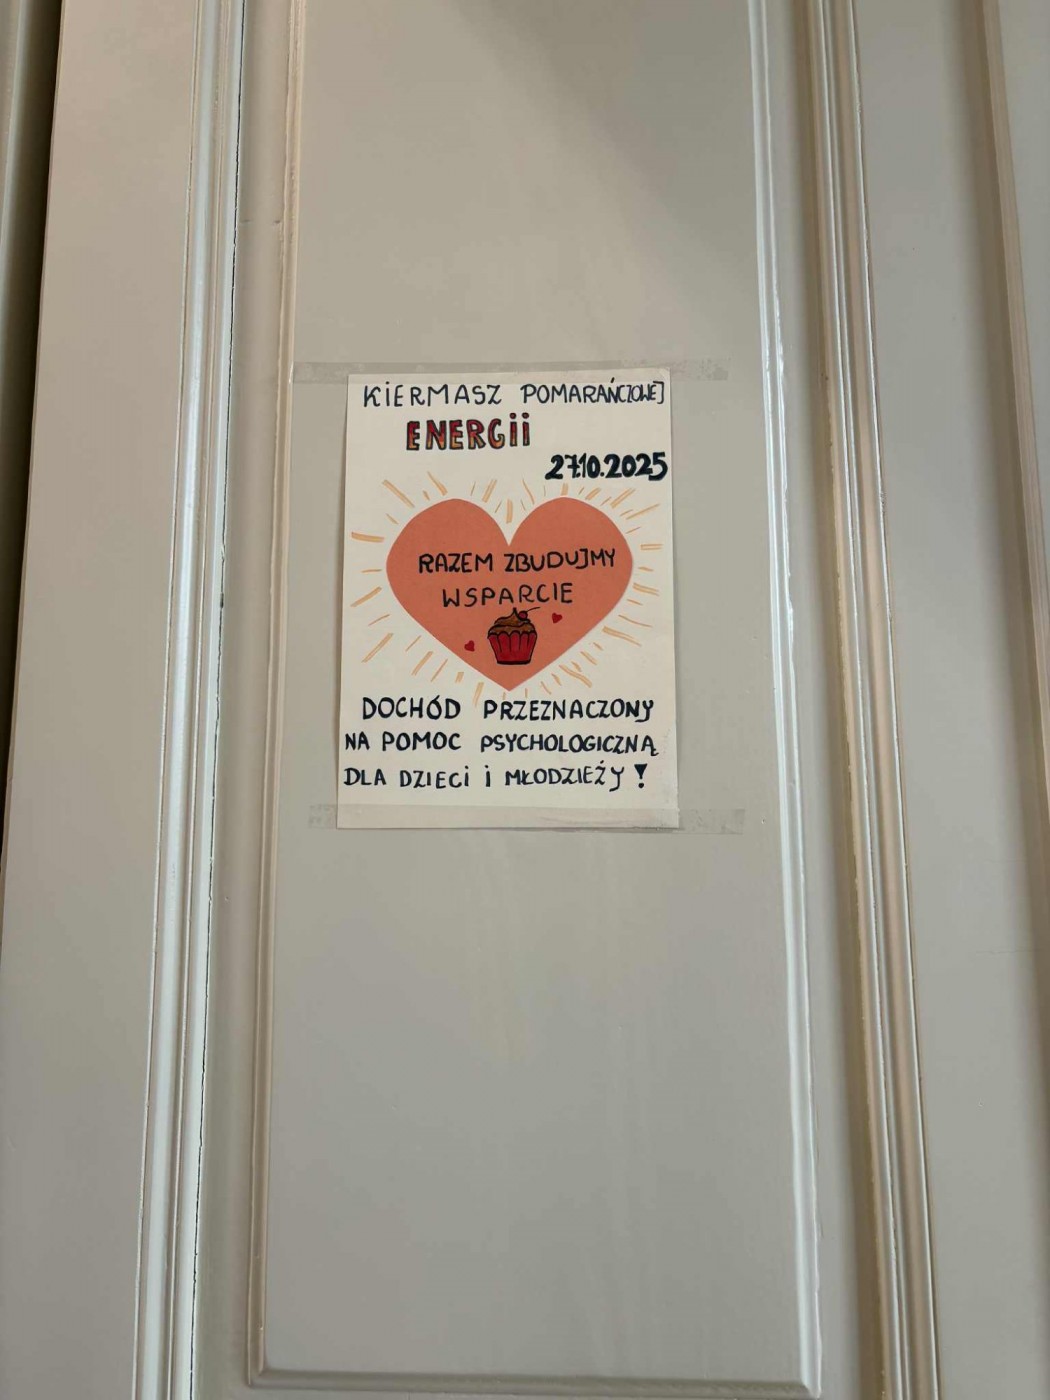 KiERMASZ POMARAŃCZOWEJ
ENERGii
27.10.2025
RAZEM ZBUDUJMY
WSPARCIE
DOCHÓD PRZEZNACZONY
NA POMOC PSYCHOLOGICZNĄ
DLA DZIECi i MŁODZIEŻY!